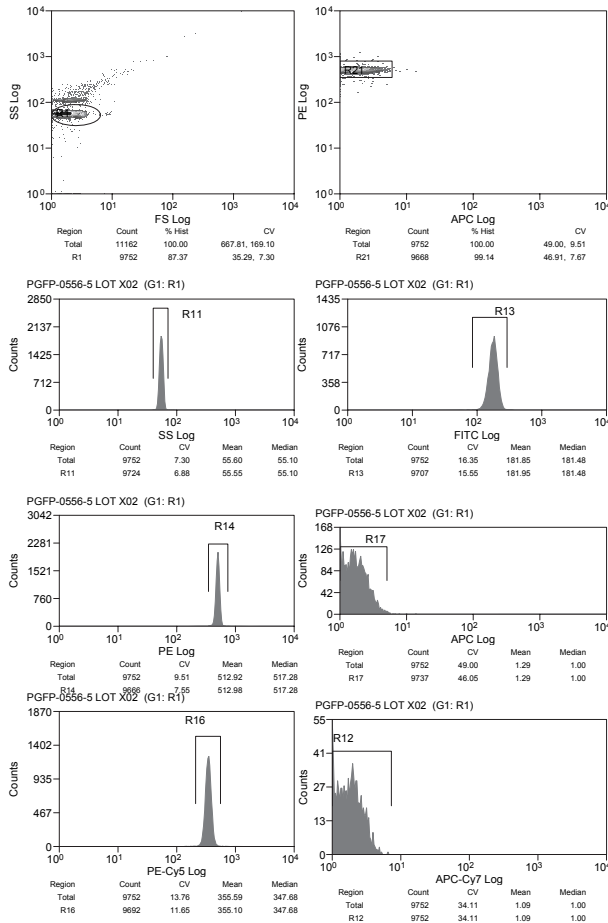 10⁴
10³
10²
10¹
10⁰
SS Log
R1
10⁰ 10¹ 10² 10³ 10⁴
FS Log
Region Count % Hist CV
Total 11162 100.00 667.81, 169.10
R1 9752 87.37 35.29, 7.30
10⁴
10³
10²
10¹
10⁰
PE Log
R21
10⁰ 10¹ 10² 10³ 10⁴
APC Log
Region Count % Hist CV
Total 9752 100.00 49.00, 9.51
R21 9668 99.14 46.91, 7.67
PGFP-0556-5 LOT X02 (G1: R1)
2850
2137
1425
712
0
Counts
R11
10⁰ 10¹ 10² 10³ 10⁴
SS Log
Region Count CV Mean Median
Total 9752 7.30 55.60 55.10
R11 9724 6.88 55.55 55.10
PGFP-0556-5 LOT X02 (G1: R1)
1435
1076
717
358
0
Counts
R13
10⁰ 10¹ 10² 10³ 10⁴
FITC Log
Region Count CV Mean Median
Total 9752 16.35 181.85 181.48
R13 9707 15.55 181.95 181.48
PGFP-0556-5 LOT X02 (G1: R1)
3042
2281
1521
760
0
Counts
R14
10⁰ 10¹ 10² 10³ 10⁴
PE Log
Region Count CV Mean Median
Total 9752 9.51 512.92 517.28
R14 9666 7.55 512.98 517.28
PGFP-0556-5 LOT X02 (G1: R1)
168
126
84
42
0
Counts
R17
10⁰ 10¹ 10² 10³ 10⁴
APC Log
Region Count CV Mean Median
Total 9752 49.00 1.29 1.00
R17 9737 46.05 1.29 1.00
PGFP-0556-5 LOT X02 (G1: R1)
1870
1402
935
467
0
Counts
R16
10⁰ 10¹ 10² 10³ 10⁴
PE-Cy5 Log
Region Count CV Mean Median
Total 9752 13.76 355.59 347.68
R16 9692 11.65 355.10 347.68
PGFP-0556-5 LOT X02 (G1: R1)
55
41
27
13
0
Counts
R12
10⁰ 10¹ 10² 10³ 10⁴
APC-Cy7 Log
Region Count CV Mean Median
Total 9752 34.11 1.09 1.00
R12 9752 34.11 1.09 1.00